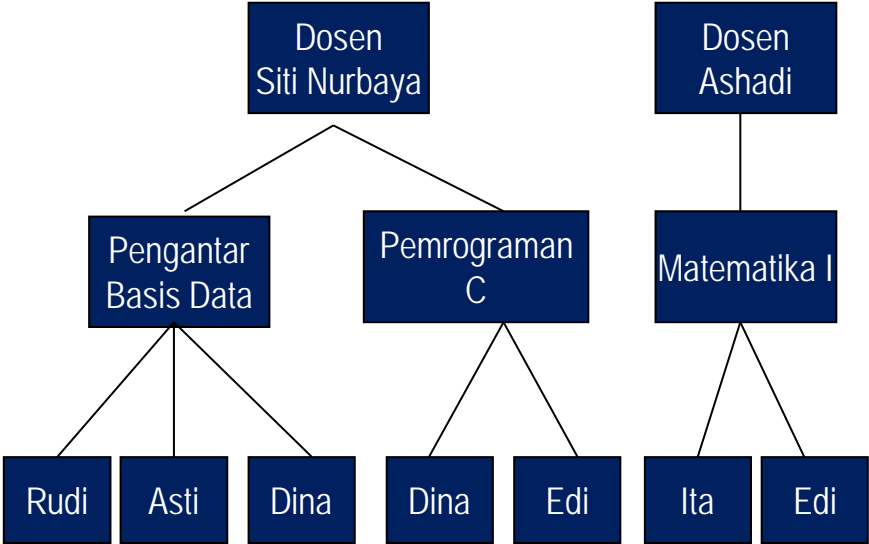 Dosen
Siti Nurbaya
Dosen
Ashadi
Pengantar
Basis Data
Pemrograman
C
Matematika I
Rudi
Asti
Dina
Dina
Edi
Ita
Edi